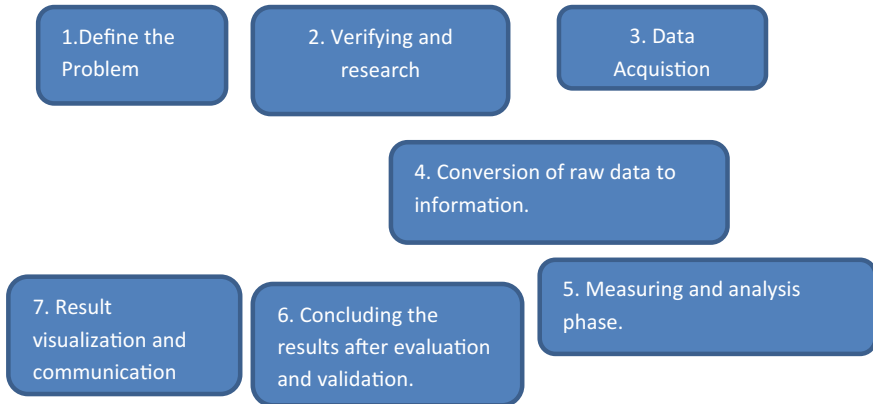 1.Define the
Problem
2. Verifying and
research
3. Data
Acquistion
4. Conversion of raw data to
information.
5. Measuring and analysis
phase.
6. Concluding the
results after evaluation
and validation.
7. Result
visualization and
communication